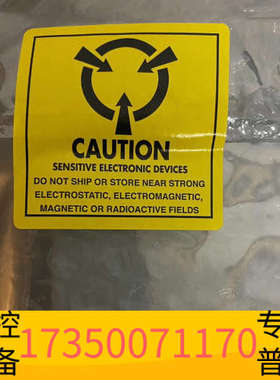 CAUTION
SENSITIVE ELECTRONIC DEVICES
DO NOT SHIP OR STORE NEAR STRONG
ELECTROSTATIC, ELECTROMAGNETIC,
MAGNETIC OR RADIOACTIVE FIELDS
控 专
17350071170
备 普